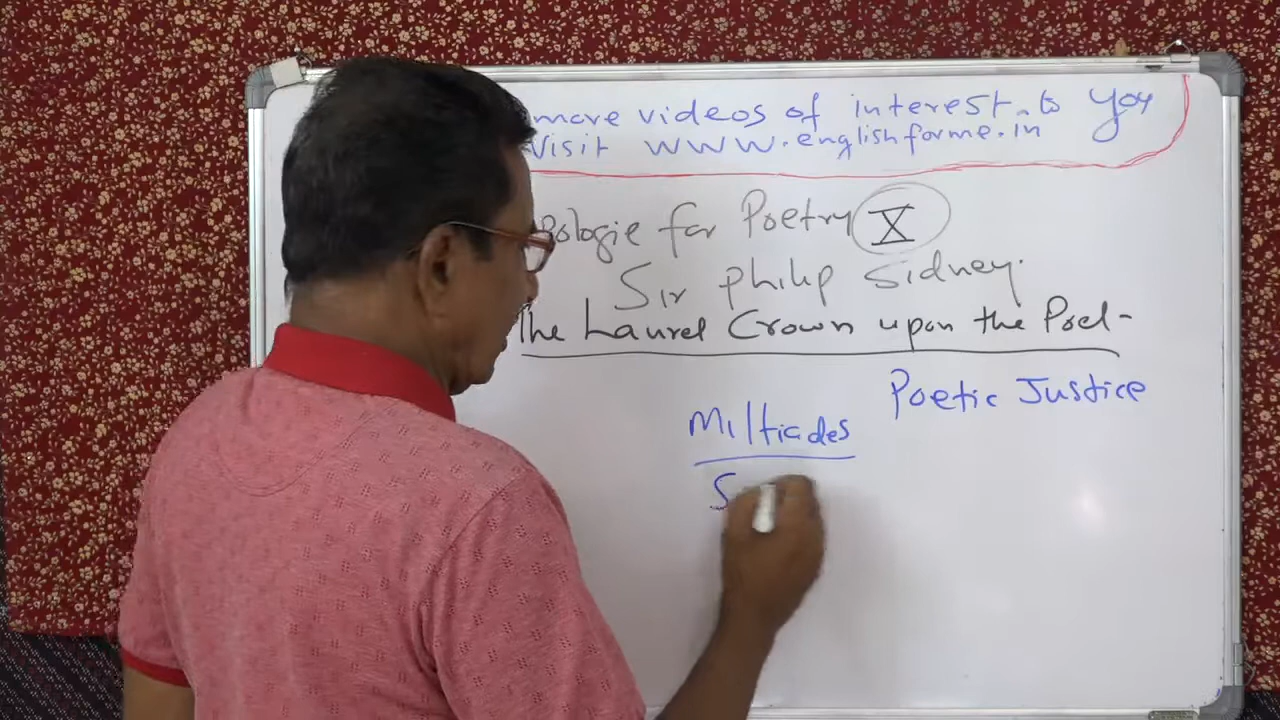 more videos of interest to you
Visit www.englishforme.in
pologie for Poetry X
Sir Philip Sidney.
The Laurel Crown upon the Poet-
Poetic Justice
Miltiades
S